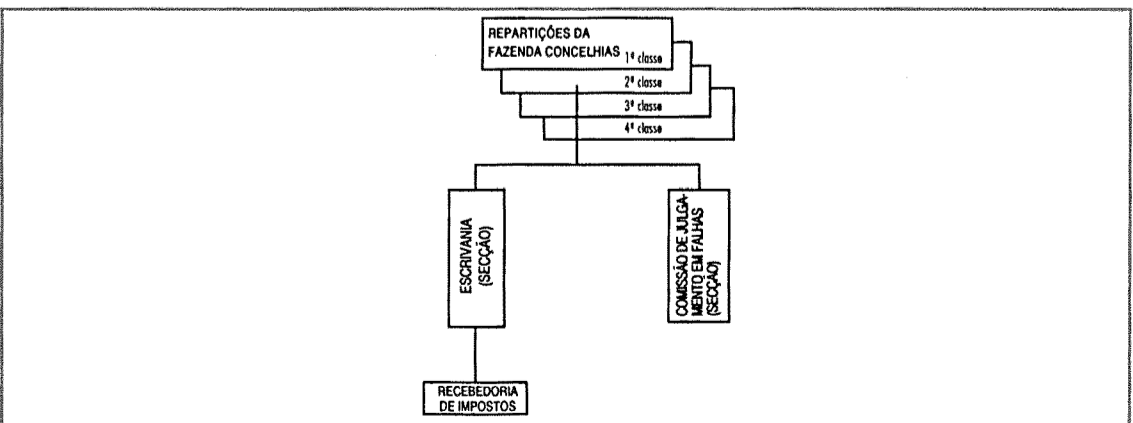 REPARTIÇÕES DA
FAZENDA CONCELHIAS 1ª classe
2ª classe
3ª classe
4ª classe
ESCRIVANIA
(SECÇÃO)
COMISSÃO DE JULGA-
MENTO EM FALHAS
(SECÇÃO)
RECEBEDORIA
DE IMPOSTOS